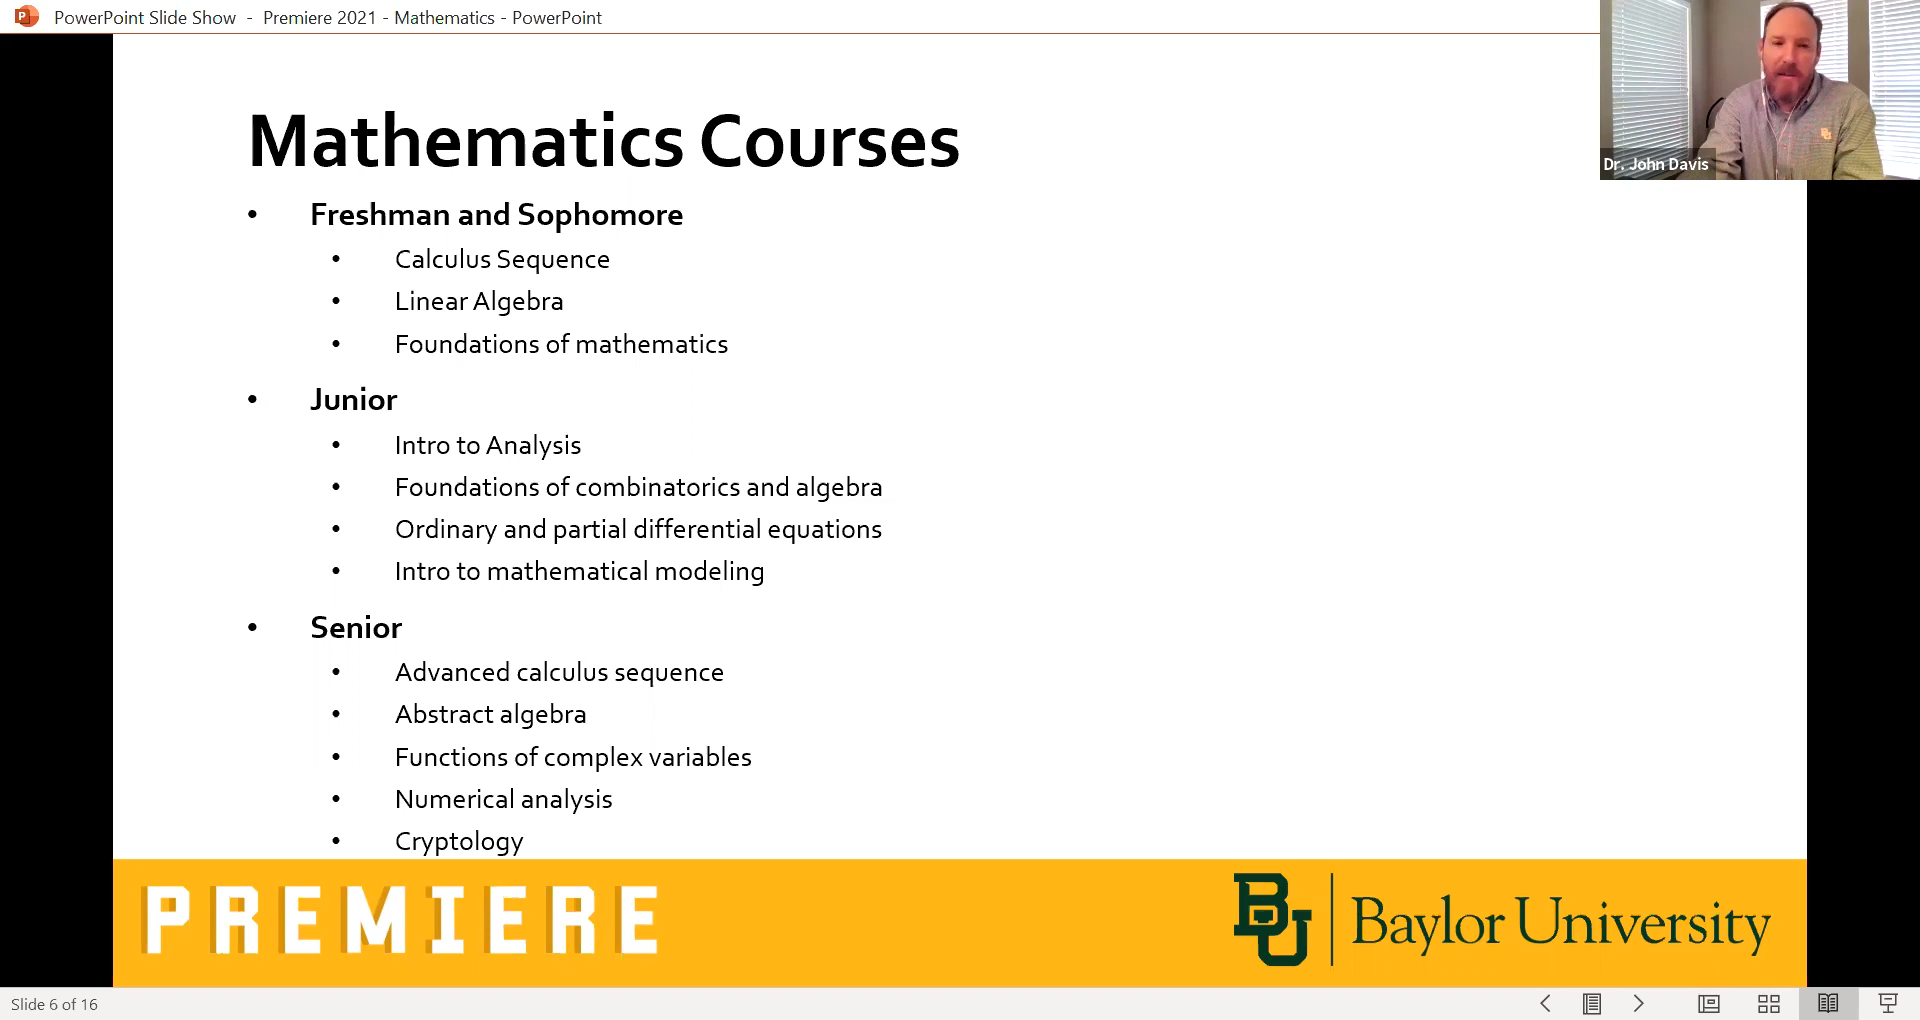 PowerPoint Slide Show - Premiere 2021 - Mathematics - PowerPoint
Dr. John Davis
Mathematics Courses
• Freshman and Sophomore
• Calculus Sequence
• Linear Algebra
• Foundations of mathematics
• Junior
• Intro to Analysis
• Foundations of combinatorics and algebra
• Ordinary and partial differential equations
• Intro to mathematical modeling
• Senior
• Advanced calculus sequence
• Abstract algebra
• Functions of complex variables
• Numerical analysis
• Cryptology
PREMIERE
BU Baylor University
Slide 6 of 16